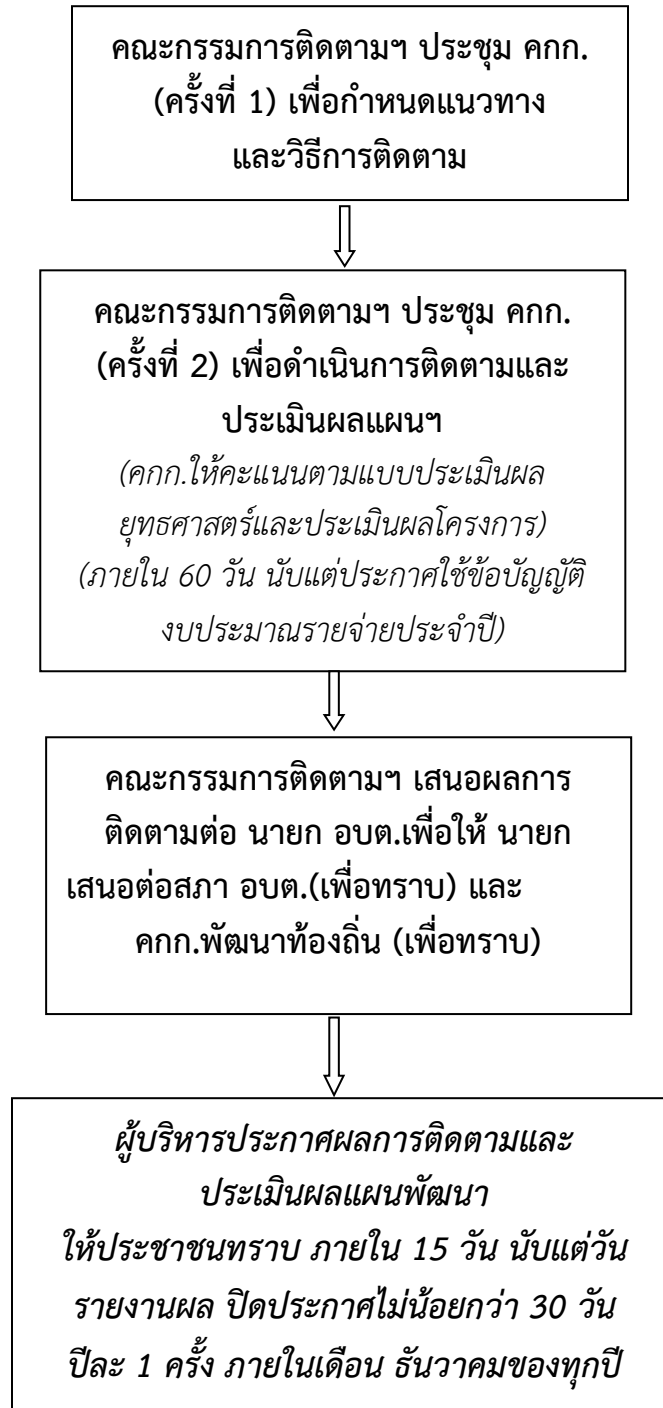 คณะกรรมการติดตามฯ ประชุม คกก.
(ครั้งที่ 1) เพื่อกำหนดแนวทาง
และวิธีการติดตาม
คณะกรรมการติดตามฯ ประชุม คกก.
(ครั้งที่ 2) เพื่อดำเนินการติดตามและ
ประเมินผลแผนฯ
(คกก.ให้คะแนนตามแบบประเมินผล
ยุทธศาสตร์และประเมินผลโครงการ)
(ภายใน 60 วัน นับแต่ประกาศใช้ข้อบัญญัติ
งบประมาณรายจ่ายประจำปี)
คณะกรรมการติดตามฯ เสนอผลการ
ติดตามต่อ นายก อบต.เพื่อให้ นายก
เสนอต่อสภา อบต.(เพื่อทราบ) และ
คกก.พัฒนาท้องถิ่น (เพื่อทราบ)
ผู้บริหารประกาศผลการติดตามและ
ประเมินผลแผนพัฒนา
ให้ประชาชนทราบ ภายใน 15 วัน นับแต่วัน
รายงานผล ปิดประกาศไม่น้อยกว่า 30 วัน
ปีละ 1 ครั้ง ภายในเดือน ธันวาคมของทุกปี